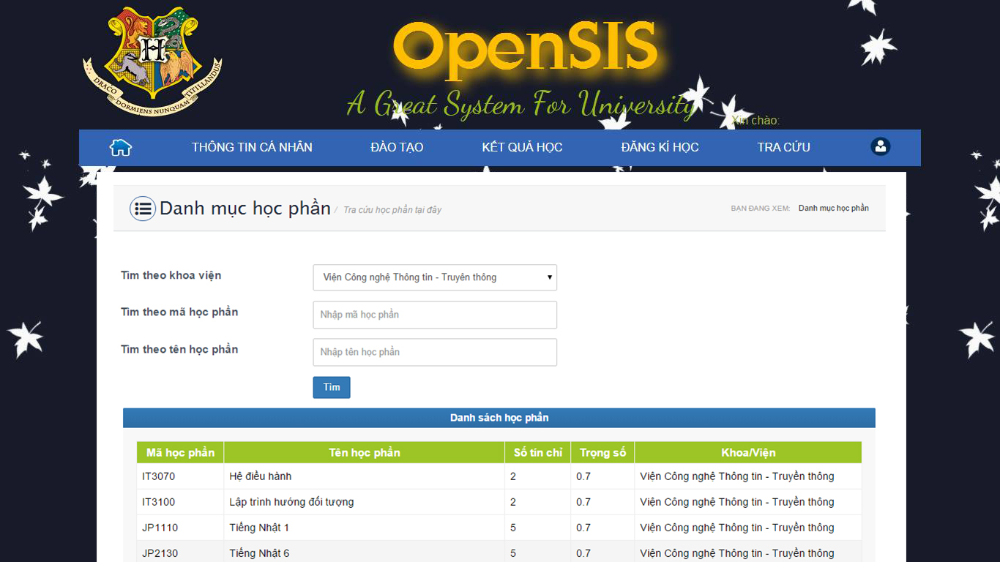 OpenSIS
A Great System For University
DRACO DORMIENS NUNQUAM TITILLANDUS
H
Xin chào:
THÔNG TIN CÁ NHÂN ĐÀO TẠO KẾT QUẢ HỌC ĐĂNG KÍ HỌC TRA CỨU
Danh mục học phần / Tra cứu học phần tại đây BẠN ĐANG XEM: Danh mục học phần
Tìm theo khoa viện Viện Công nghệ Thông tin - Truyên thông
Tìm theo mã học phần Nhập mã học phần
Tìm theo tên học phần Nhập tên học phần
Tìm
Danh sách học phần
Mã học phần Tên học phần Số tín chỉ Trọng số Khoa/Viện
IT3070 Hệ điều hành 2 0.7 Viện Công nghệ Thông tin - Truyền thông
IT3100 Lập trình hướng đối tượng 2 0.7 Viện Công nghệ Thông tin - Truyền thông
JP1110 Tiếng Nhật 1 5 0.7 Viện Công nghệ Thông tin - Truyền thông
JP2130 Tiếng Nhật 6 5 0.7 Viện Công nghệ Thông tin - Truyền thông